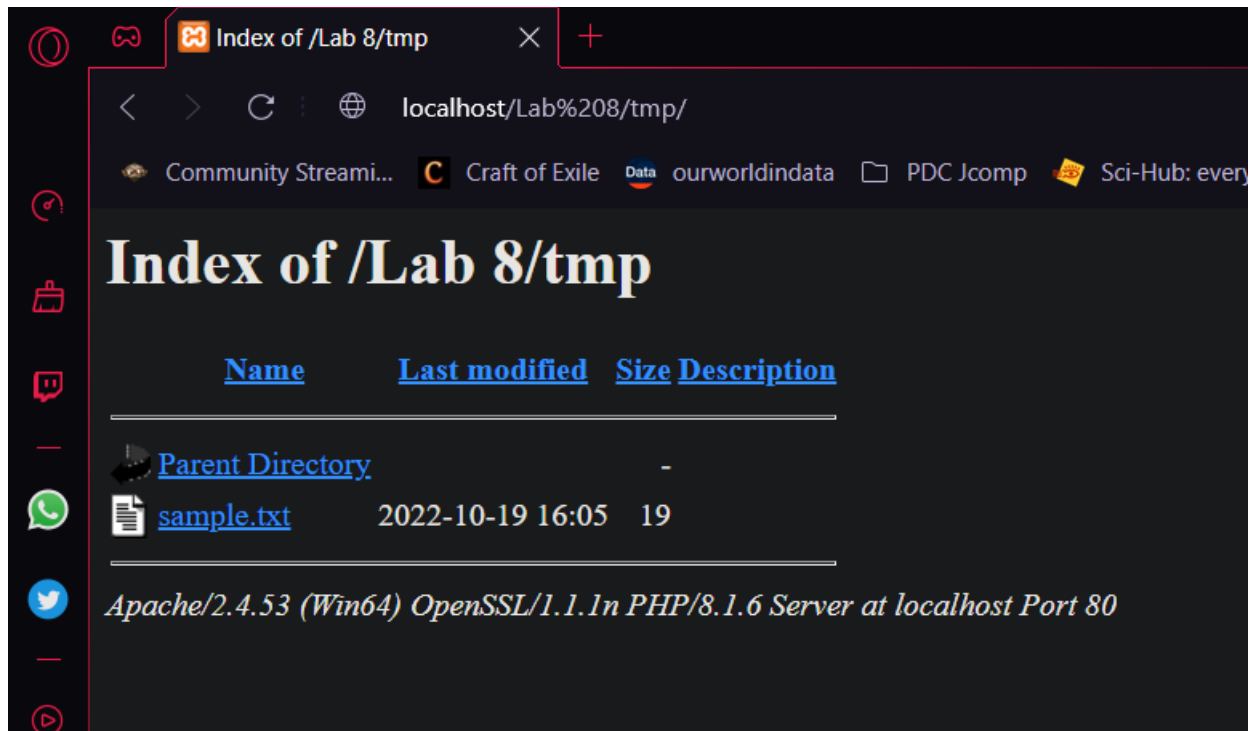 Index of /Lab 8/tmp
localhost/Lab%208/tmp/
Community Streami... C Craft of Exile Data ourworldindata PDC Jcomp Sci-Hub: every
Index of /Lab 8/tmp
Name Last modified Size Description
Parent Directory -
sample.txt 2022-10-19 16:05 19
Apache/2.4.53 (Win64) OpenSSL/1.1.1n PHP/8.1.6 Server at localhost Port 80